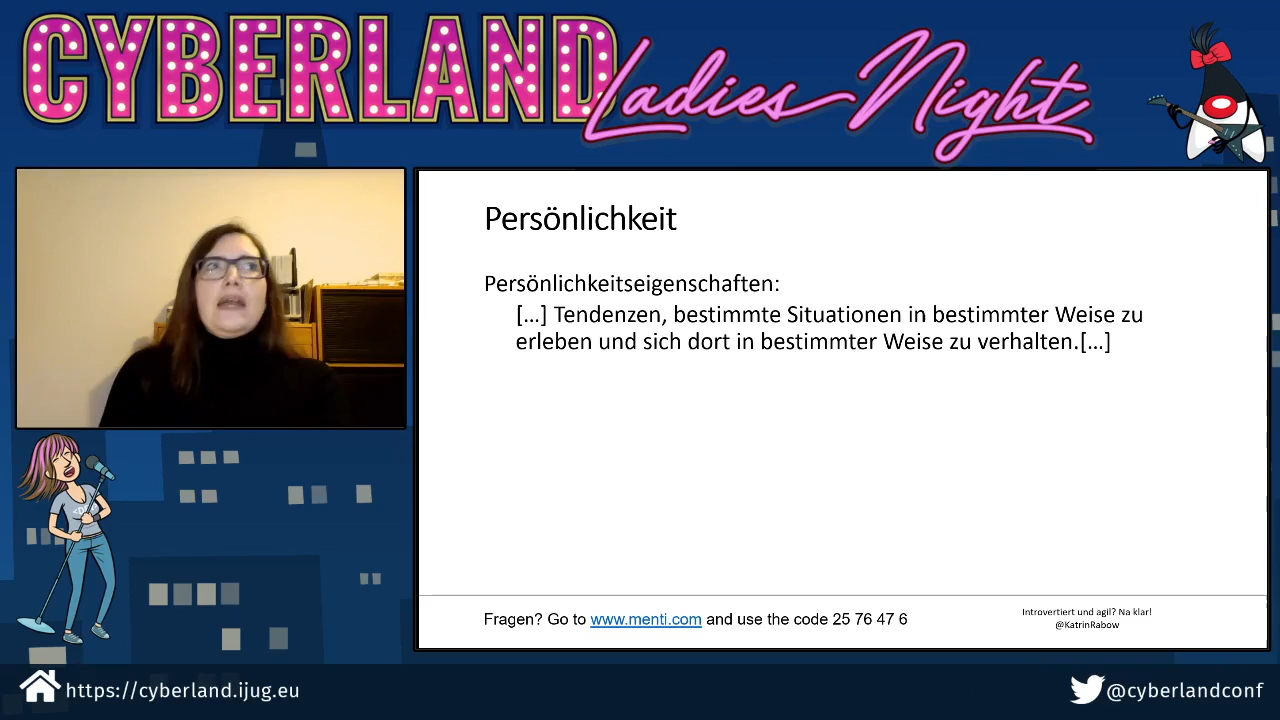 CYBERLAND Ladies Night
Persönlichkeit
Persönlichkeitseigenschaften:
[...] Tendenzen, bestimmte Situationen in bestimmter Weise zu
erleben und sich dort in bestimmter Weise zu verhalten.[...]
Fragen? Go to www.menti.com and use the code 25 76 47 6
Introvertiert und agil? Na klar!
@KatrinRabow
https://cyberland.ijug.eu
@cyberlandconf